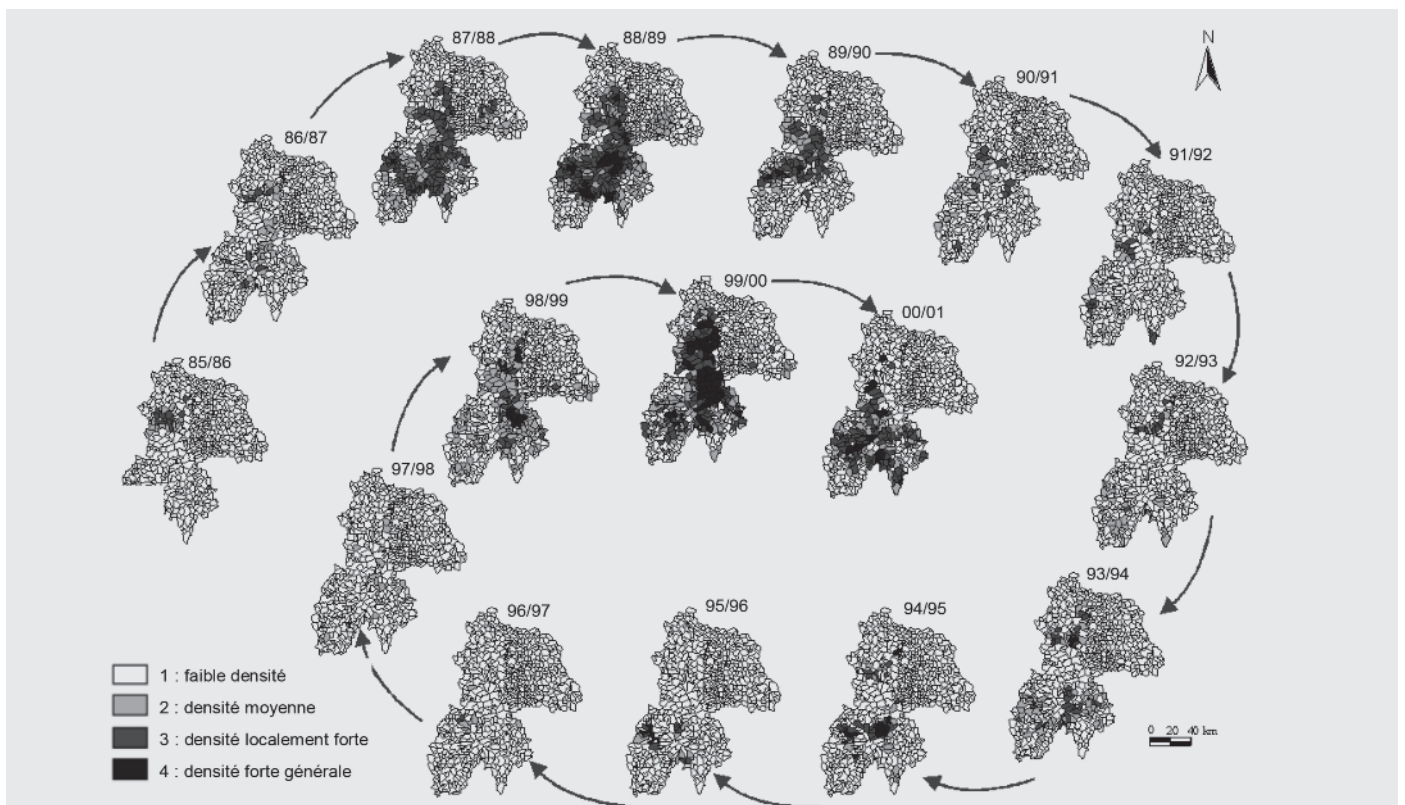 N
85/86
86/87
87/88
88/89
89/90
90/91
91/92
92/93
93/94
94/95
95/96
96/97
97/98
98/99
99/00
00/01
1 : faible densité
2 : densité moyenne
3 : densité localement forte
4 : densité forte générale
0 20 40 km